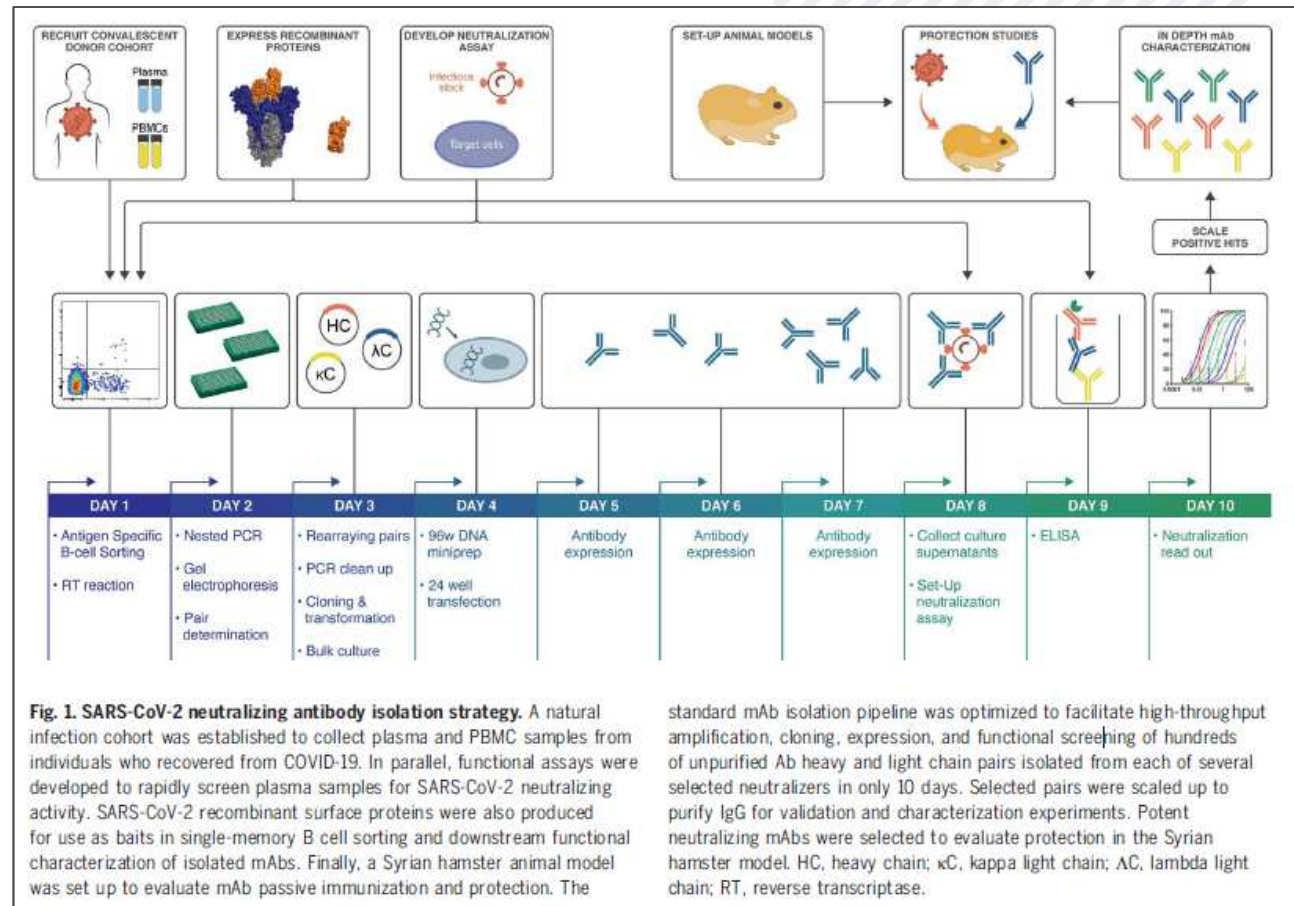 RECRUIT CONVALESCENT
DONOR COHORT
Plasma
PBMCs
EXPRESS RECOMBINANT
PROTEINS
DEVELOP NEUTRALIZATION
ASSAY
Infectious
stock
Target cells
SET-UP ANIMAL MODELS
PROTECTION STUDIES
IN DEPTH mAb
CHARACTERIZATION
SCALE
POSITIVE HITS
HC
λC
κC
100
80
60
40
20
0
0.0001
0.01
1
100
DAY 1
• Antigen Specific
B-cell Sorting
• RT reaction
DAY 2
• Nested PCR
• Gel
electrophoresis
• Pair
determination
DAY 3
• Rearraying pairs
• PCR clean up
• Cloning &
transformation
• Bulk culture
DAY 4
• 96w DNA
miniprep
• 24 well
transfection
DAY 5
Antibody
expression
DAY 6
Antibody
expression
DAY 7
Antibody
expression
DAY 8
• Collect culture
supernatants
• Set-Up
neutralization
assay
DAY 9
• ELISA
DAY 10
• Neutralization
read out
Fig. 1. SARS-CoV-2 neutralizing antibody isolation strategy. A natural
infection cohort was established to collect plasma and PBMC samples from
individuals who recovered from COVID-19. In parallel, functional assays were
developed to rapidly screen plasma samples for SARS-CoV-2 neutralizing
activity. SARS-CoV-2 recombinant surface proteins were also produced
for use as baits in single-memory B cell sorting and downstream functional
characterization of isolated mAbs. Finally, a Syrian hamster animal model
was set up to evaluate mAb passive immunization and protection. The
standard mAb isolation pipeline was optimized to facilitate high-throughput
amplification, cloning, expression, and functional screening of hundreds
of unpurified Ab heavy and light chain pairs isolated from each of several
selected neutralizers in only 10 days. Selected pairs were scaled up to
purify IgG for validation and characterization experiments. Potent
neutralizing mAbs were selected to evaluate protection in the Syrian
hamster model. HC, heavy chain; κC, kappa light chain; ΛC, lambda light
chain; RT, reverse transcriptase.